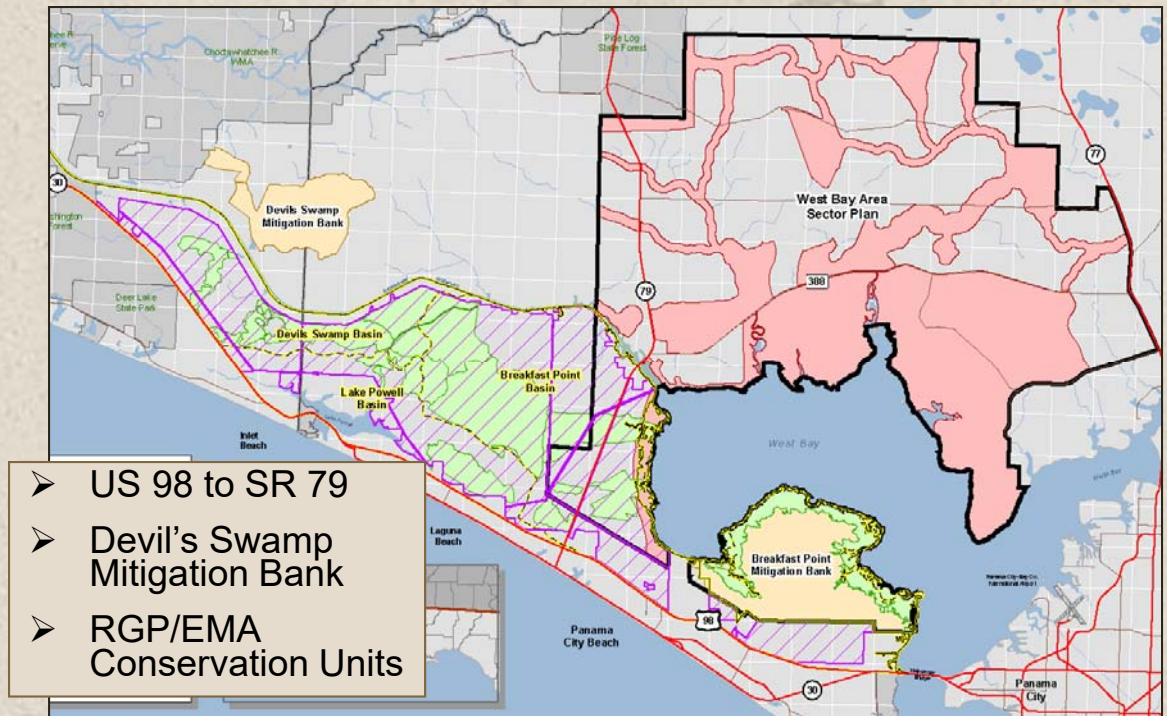 Choctawhatchee R.
WMA
Pine Log
State Forest
77
30
Devils Swamp
Mitigation Bank
West Bay Area
Sector Plan
388
79
Deer Lake
State Park
Devils Swamp Basin
Breakfast Point
Basin
Lake Powell
Basin
West Bay
Inlet
Beach
➢ US 98 to SR 79
➢ Devil's Swamp
Mitigation Bank
➢ RGP/EMA
Conservation Units
Laguna
Beach
Breakfast Point
Mitigation Bank
98
Panama
City Beach
30
Panama
City